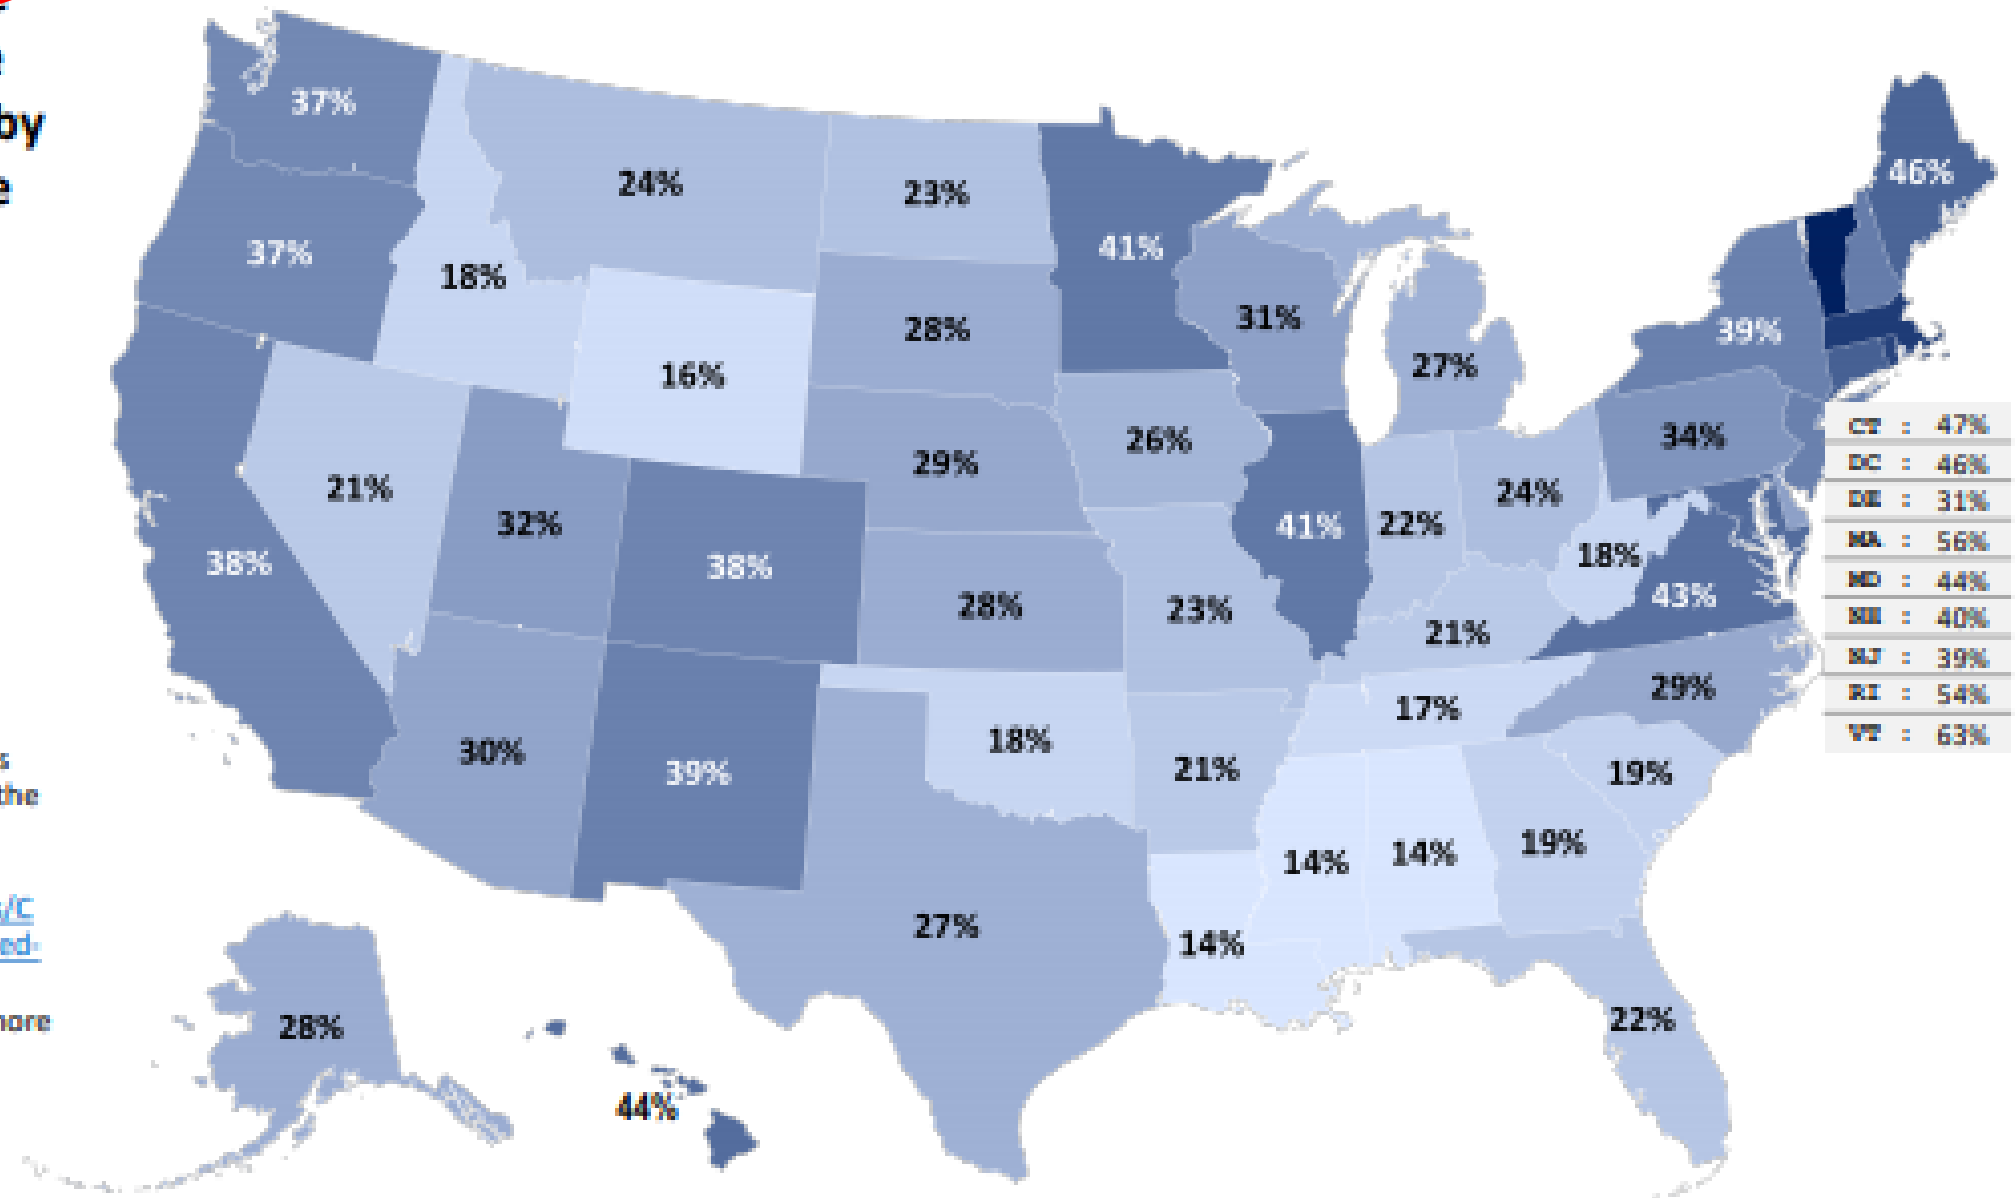 by
e
s
the
s/C
ed-
more
37%
37%
38%
24%
18%
16%
21%
32%
38%
30%
39%
23%
28%
29%
28%
18%
27%
41%
26%
23%
21%
14%
31%
41%
27%
22%
24%
21%
17%
14%
14%
19%
19%
22%
29%
18%
43%
34%
39%
46%
28%
44%
CT : 47%
DC : 46%
DE : 31%
MA : 56%
MD : 44%
NH : 40%
NJ : 39%
RI : 54%
VT : 63%